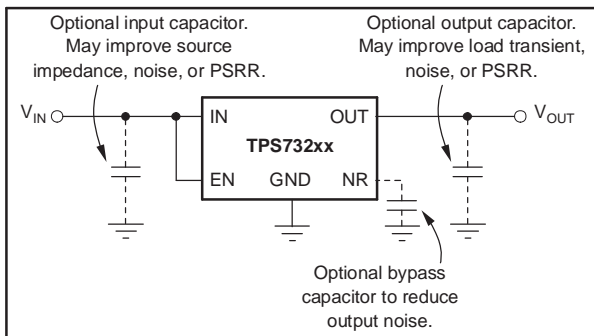 Optional input capacitor.
May improve source
impedance, noise, or PSRR.
Optional output capacitor.
May improve load transient,
noise, or PSRR.
VIN
IN
OUT
VOUT
TPS732xx
EN
GND
NR
Optional bypass
capacitor to reduce
output noise.